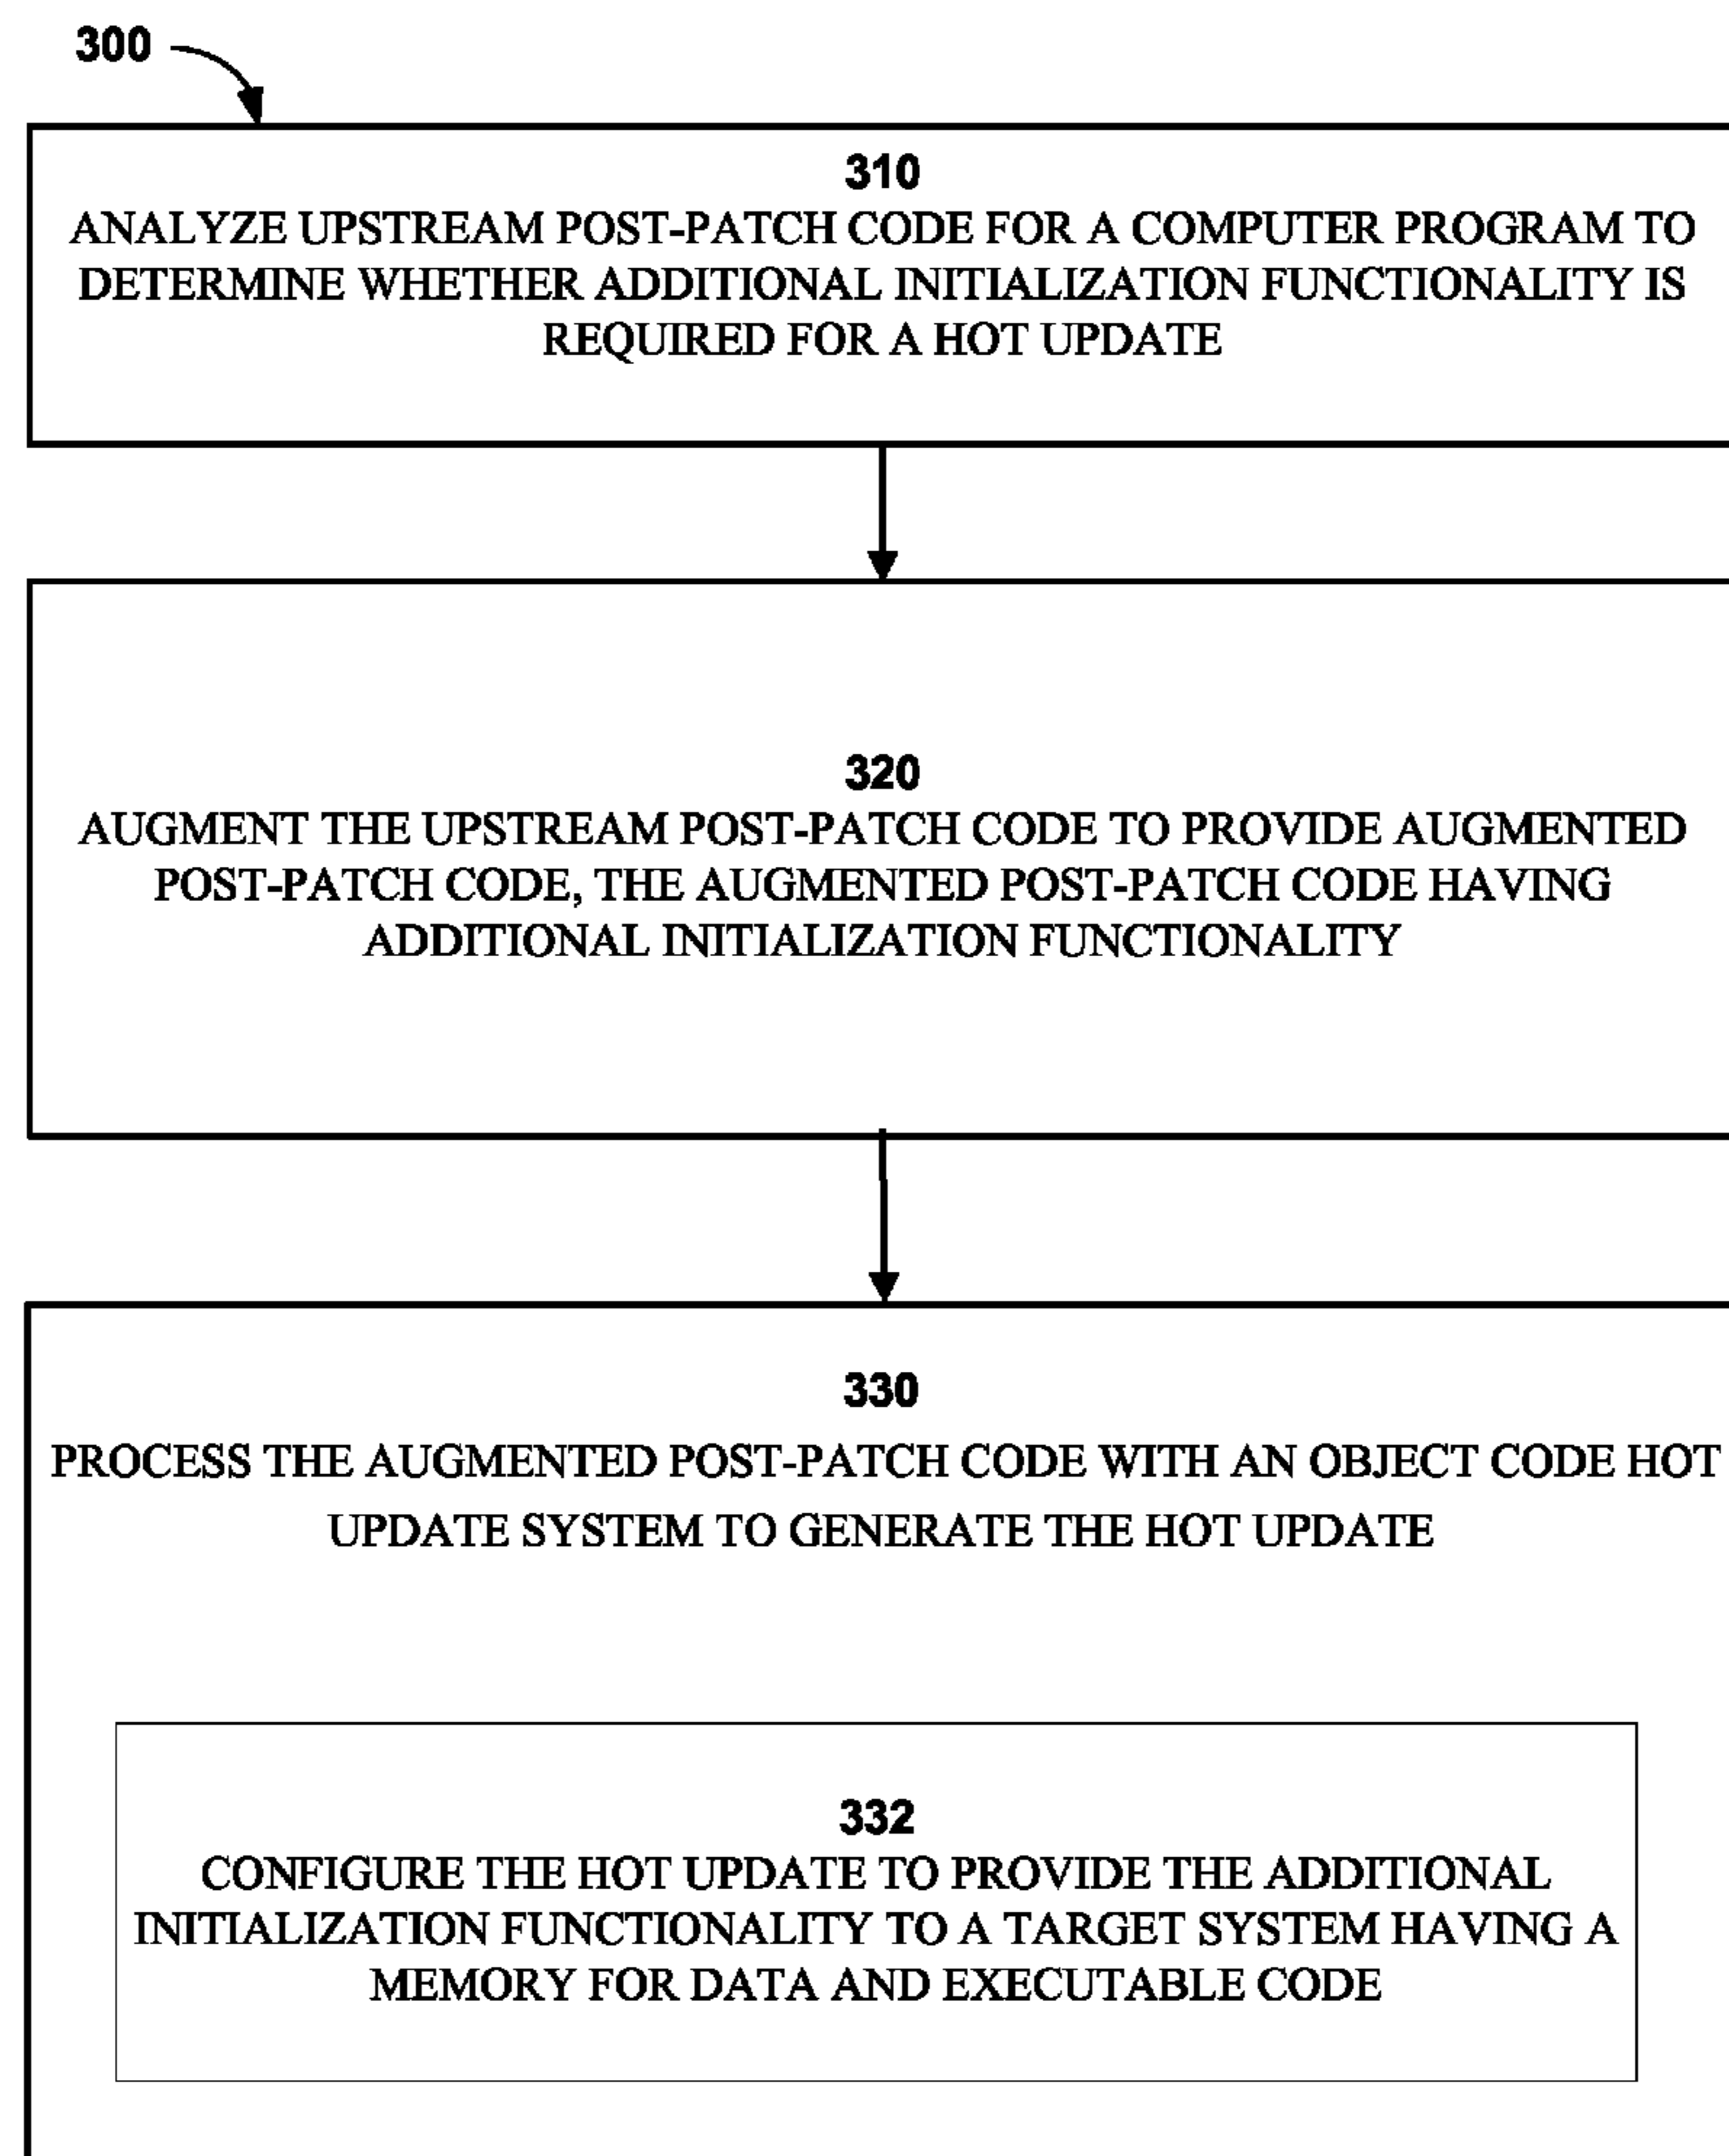 300
310
ANALYZE UPSTREAM POST-PATCH CODE FOR A COMPUTER PROGRAM TO
DETERMINE WHETHER ADDITIONAL INITIALIZATION FUNCTIONALITY IS
REQUIRED FOR A HOT UPDATE
320
AUGMENT THE UPSTREAM POST-PATCH CODE TO PROVIDE AUGMENTED
POST-PATCH CODE, THE AUGMENTED POST-PATCH CODE HAVING
ADDITIONAL INITIALIZATION FUNCTIONALITY
330
PROCESS THE AUGMENTED POST-PATCH CODE WITH AN OBJECT CODE HOT
UPDATE SYSTEM TO GENERATE THE HOT UPDATE
332
CONFIGURE THE HOT UPDATE TO PROVIDE THE ADDITIONAL
INITIALIZATION FUNCTIONALITY TO A TARGET SYSTEM HAVING A
MEMORY FOR DATA AND EXECUTABLE CODE